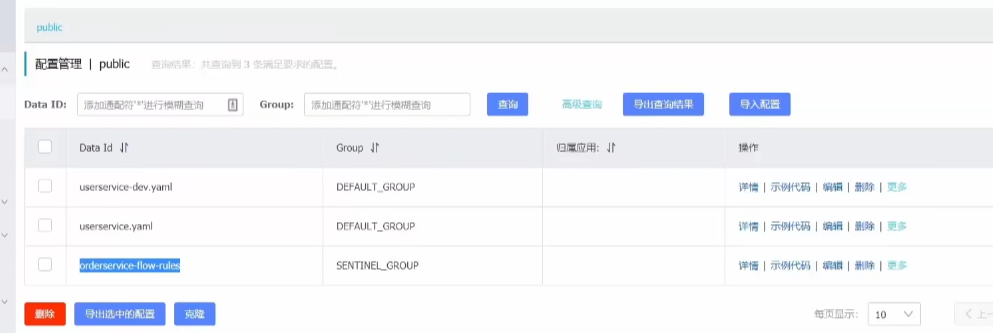 public
配置管理 | public 查询结果：共查询到 3 条满足要求的配置。
Data ID: 添加通配符'*'进行模糊查询 Group: 添加通配符'*'进行模糊查询 查询 高级查询 导出查询结果 导入配置
Data Id Group 归属应用: 操作
userservice-dev.yaml DEFAULT_GROUP 详情 | 示例代码 | 编辑 | 删除 | 更多
userservice.yaml DEFAULT_GROUP 详情 | 示例代码 | 编辑 | 删除 | 更多
orderservice-flow-rules SENTINEL_GROUP 详情 | 示例代码 | 编辑 | 删除 | 更多
删除 导出选中的配置 克隆 每页显示: 10 上一